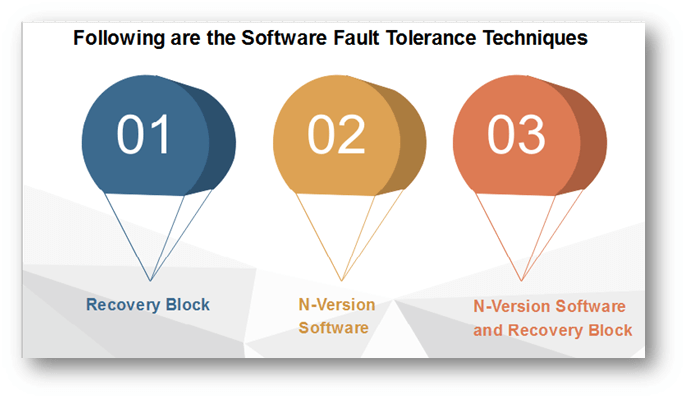 Following are the Software Fault Tolerance Techniques
01
02
03
Recovery Block
N-Version
Software
N-Version Software
and Recovery Block